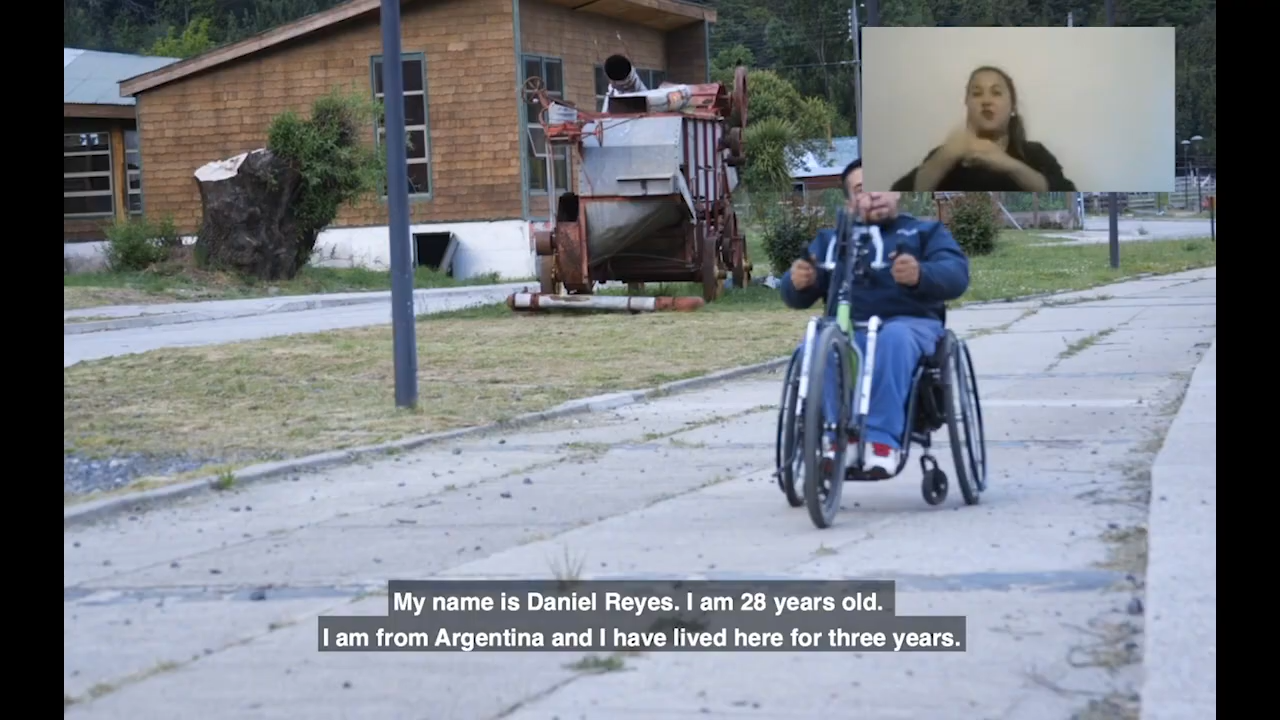 My name is Daniel Reyes. I am 28 years old.
I am from Argentina and I have lived here for three years.